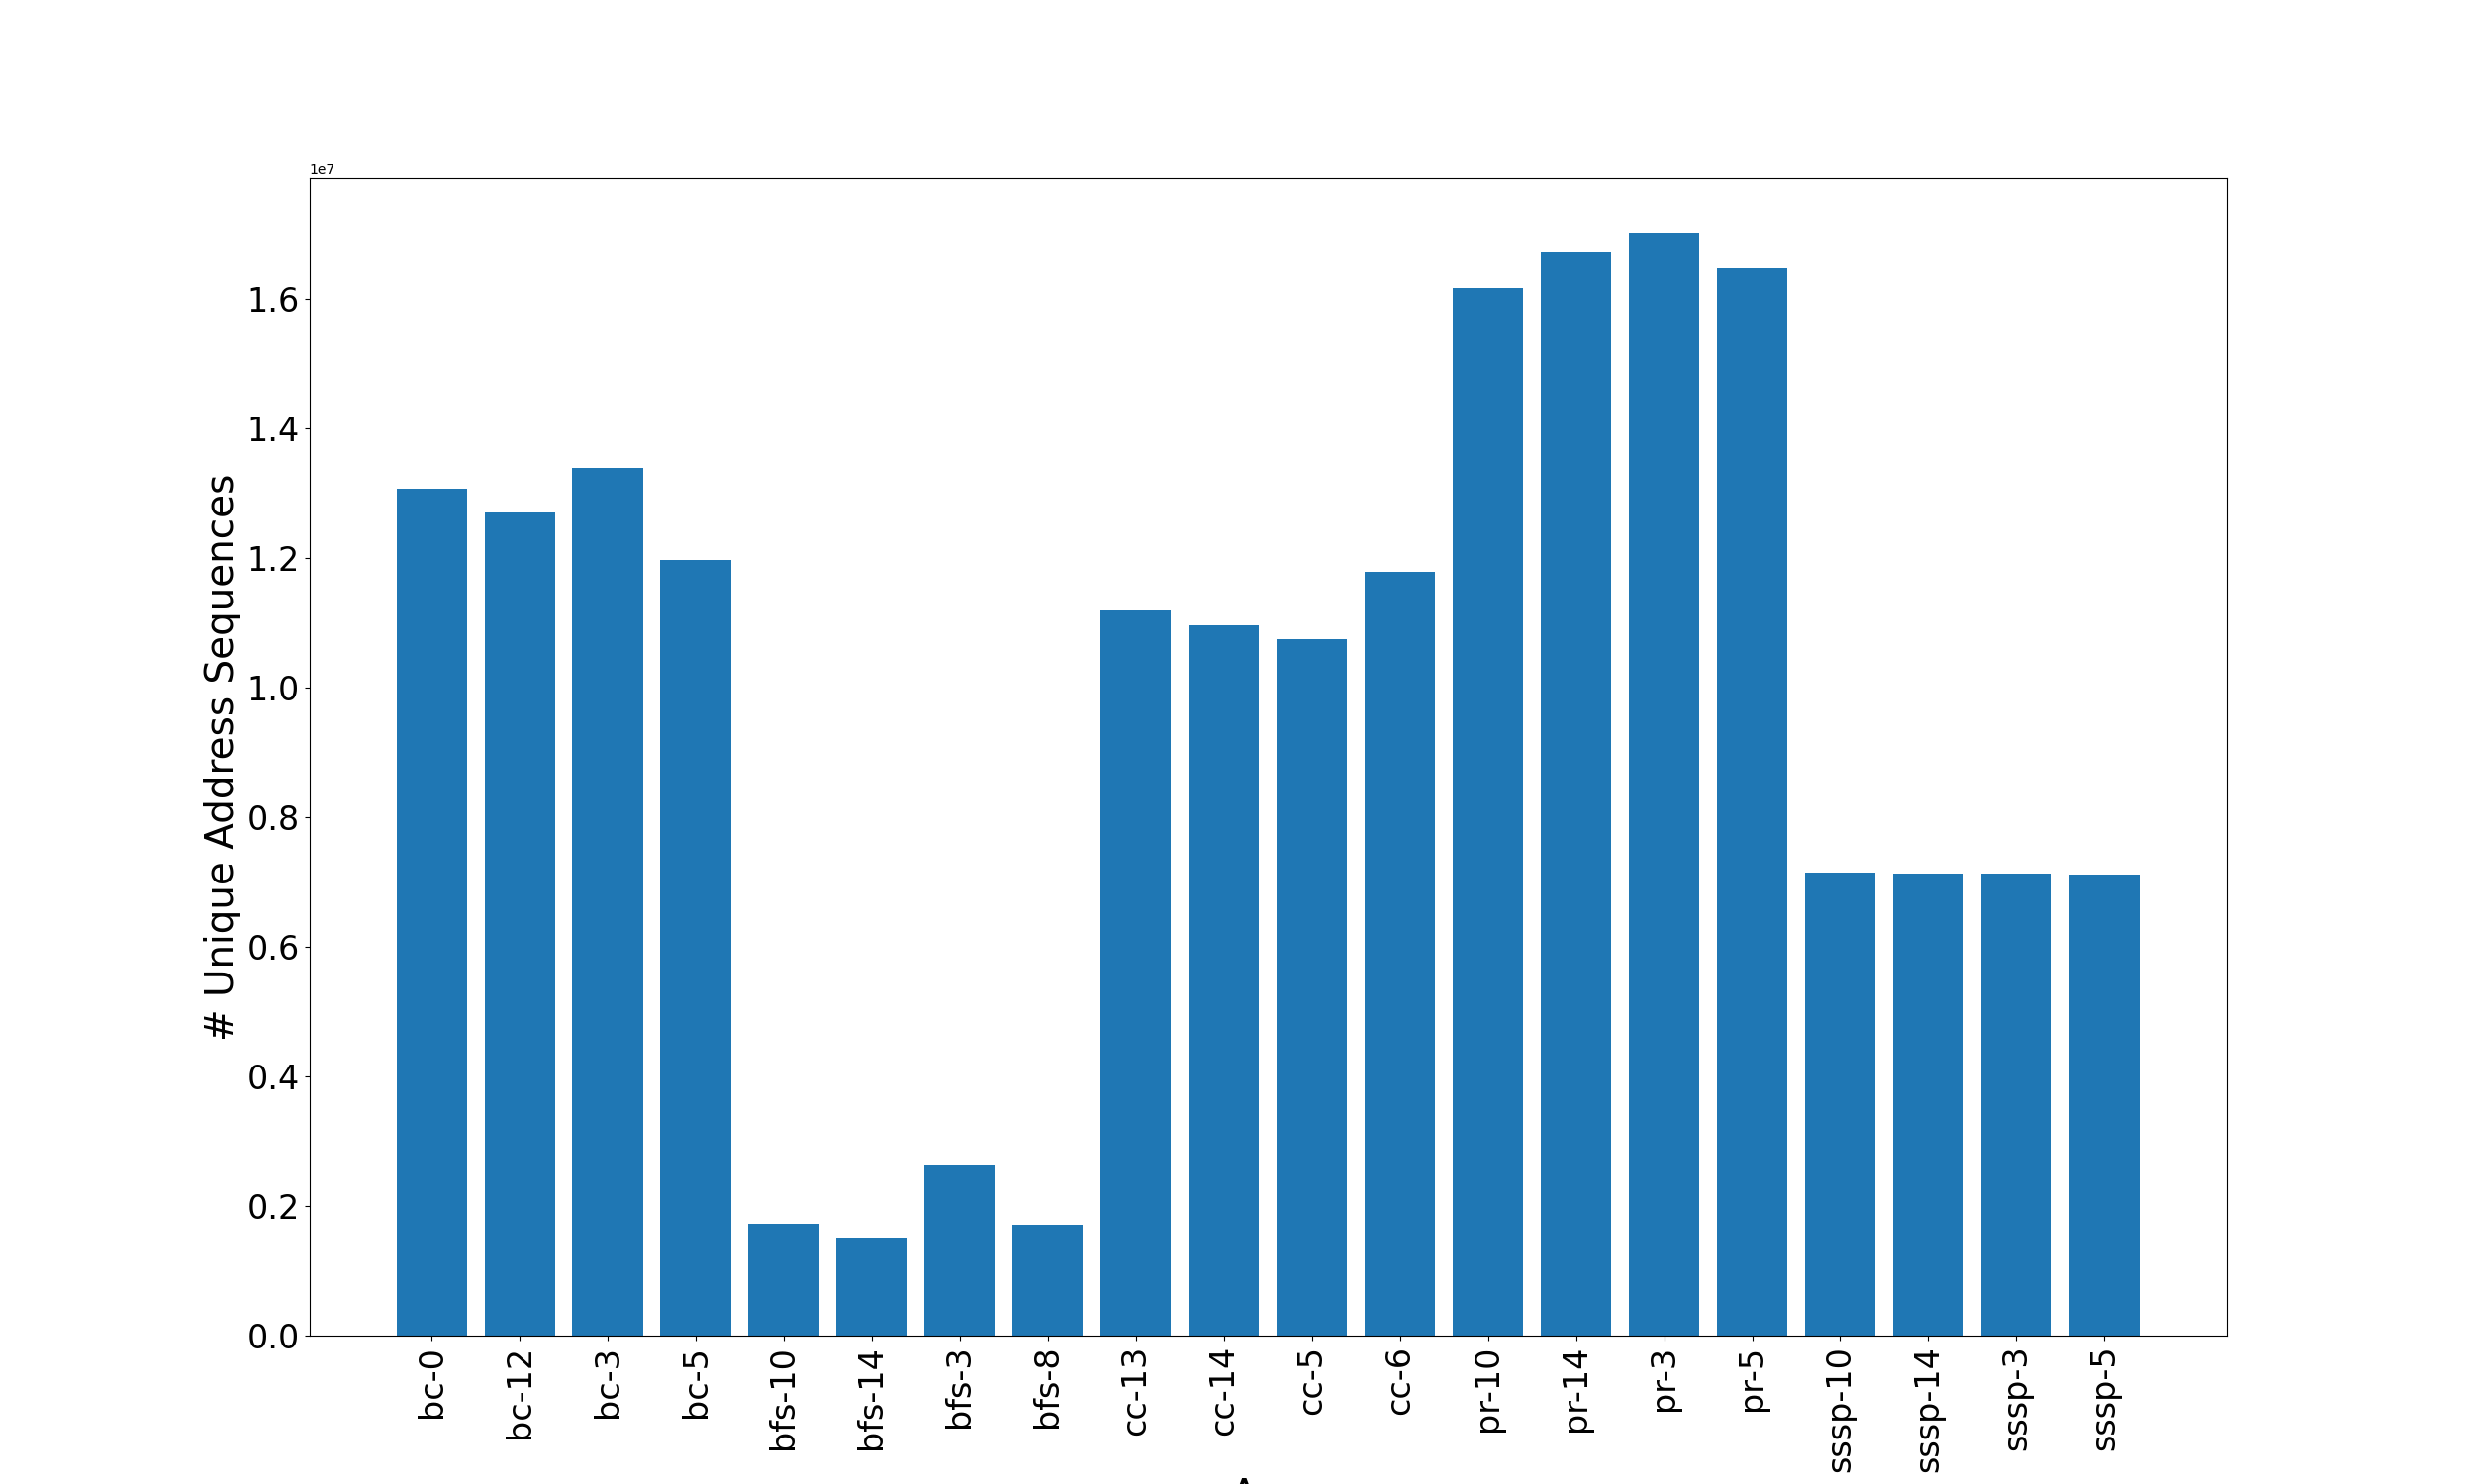 1e7
# Unique Address Sequences
1.6
1.4
1.2
1.0
0.8
0.6
0.4
0.2
0.0
bc-0
bc-12
bc-3
bc-5
bfs-10
bfs-14
bfs-3
bfs-8
cc-13
cc-14
cc-5
cc-6
pr-10
pr-14
pr-3
pr-5
sssp-10
sssp-14
sssp-3
sssp-5